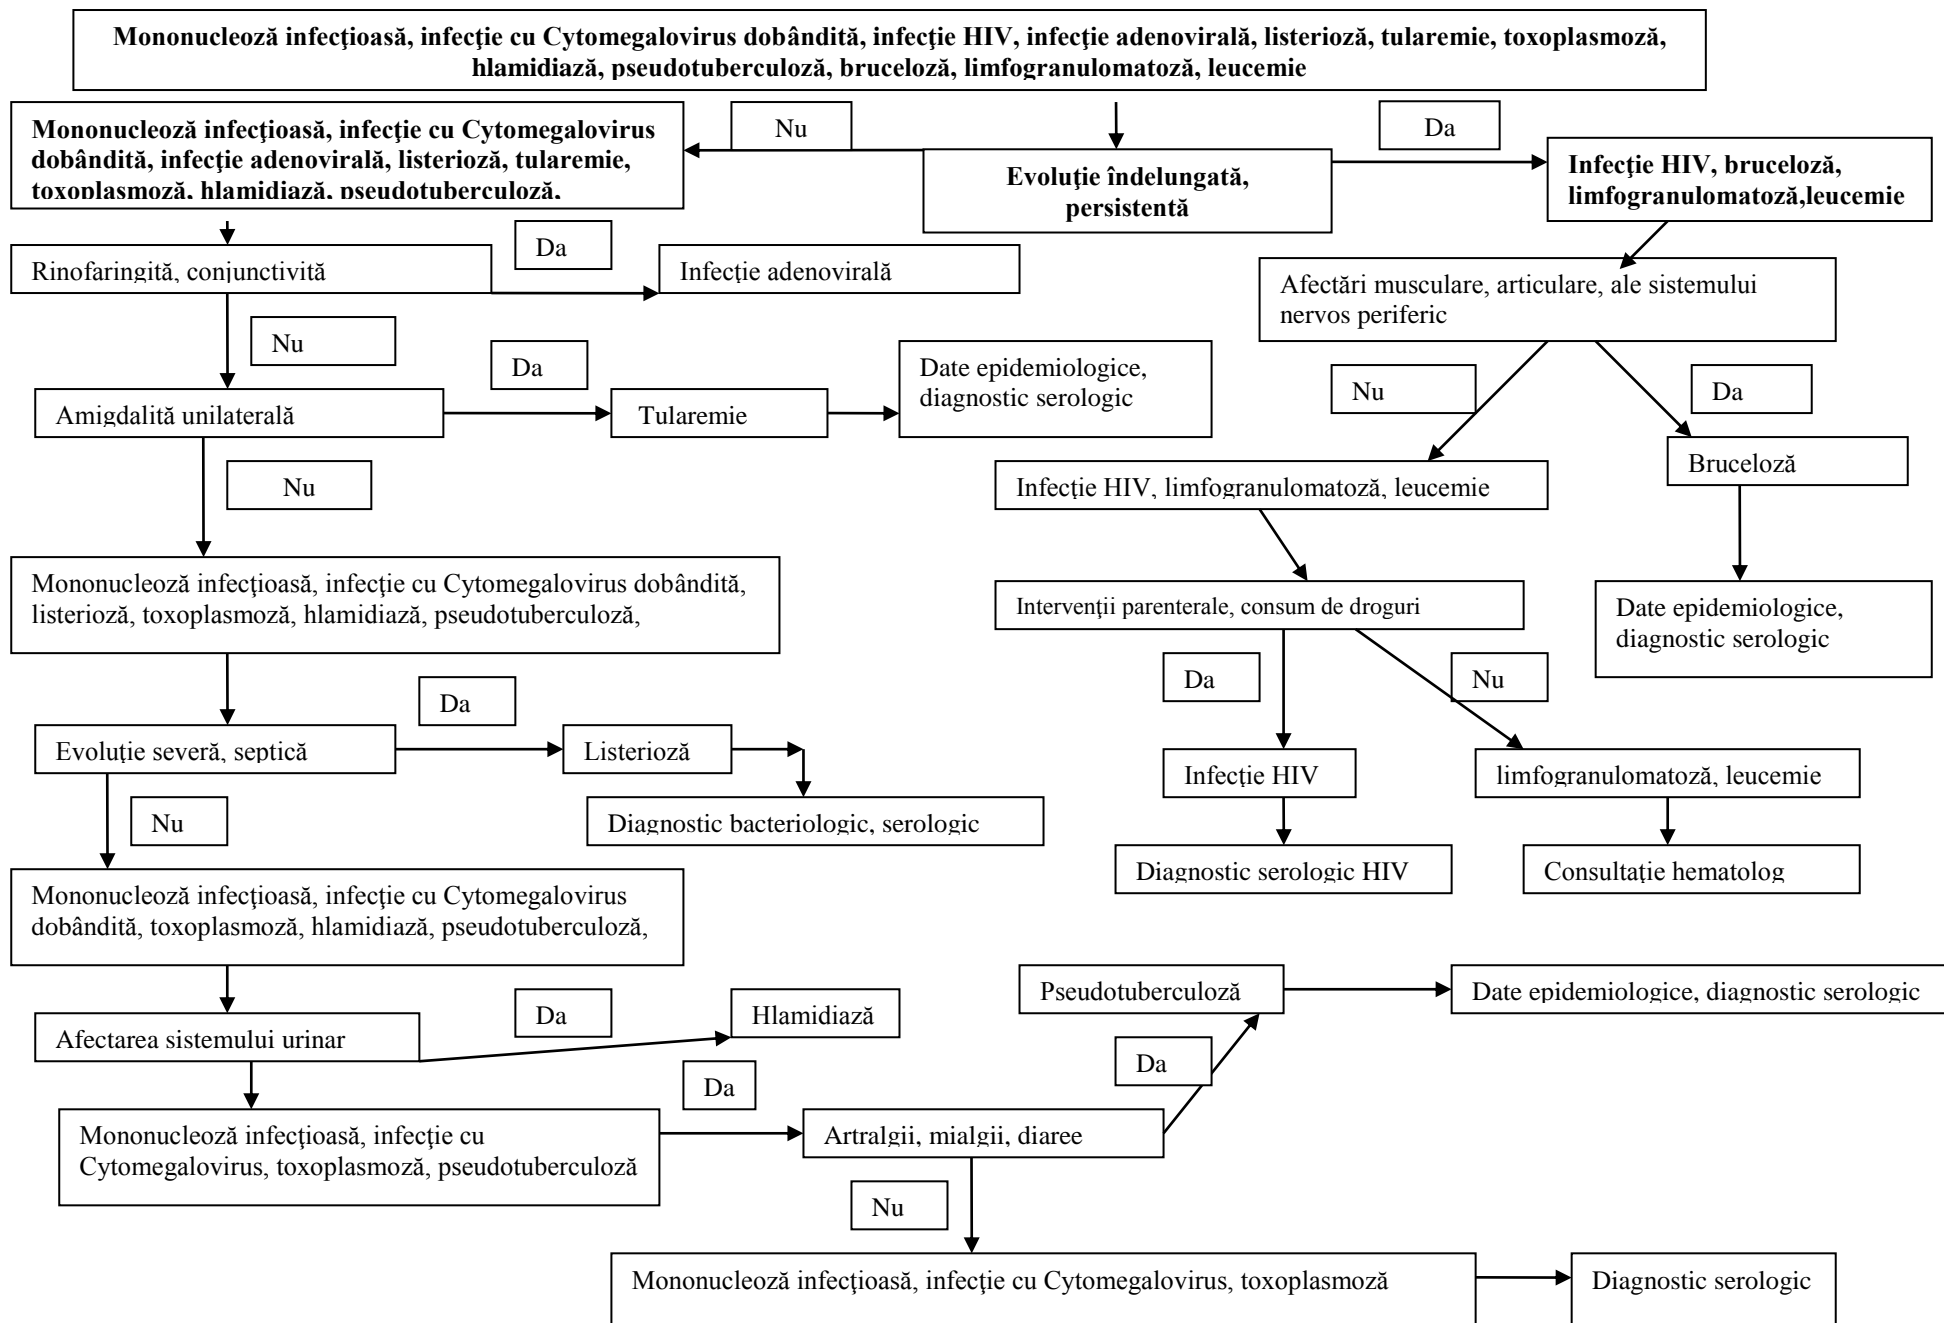 Mononucleoză infecţioasă, infecţie cu Cytomegalovirus dobândită, infecţie HIV, infecţie adenovirală, listerioză, tularemie, toxoplasmoză,
hlamidiază, pseudotuberculoză, bruceloză, limfogranulomatoză, leucemie
Mononucleoză infecţioasă, infecţie cu Cytomegalovirus
dobândită, infecţie adenovirală, listerioză, tularemie,
toxoplasmoză, hlamidiază, pseudotuberculoză,
Nu
Evoluţie îndelungată,
persistentă
Da
Infecţie HIV, bruceloză,
limfogranulomatoză,leucemie
Rinofaringită, conjunctivită
Da
Infecţie adenovirală
Afectări musculare, articulare, ale sistemului
nervos periferic
Nu
Amigdalită unilaterală
Da
Tularemie
Date epidemiologice,
diagnostic serologic
Nu
Da
Nu
Infecţie HIV, limfogranulomatoză, leucemie
Bruceloză
Mononucleoză infecţioasă, infecţie cu Cytomegalovirus dobândită,
listerioză, toxoplasmoză, hlamidiază, pseudotuberculoză,
Intervenţii parenterale, consum de droguri
Date epidemiologice,
diagnostic serologic
Da
Nu
Evoluţie severă, septică
Da
Listerioză
Infecţie HIV
limfogranulomatoză, leucemie
Nu
Diagnostic bacteriologic, serologic
Diagnostic serologic HIV
Consultaţie hematolog
Mononucleoză infecţioasă, infecţie cu Cytomegalovirus
dobândită, toxoplasmoză, hlamidiază, pseudotuberculoză,
Afectarea sistemului urinar
Da
Hlamidiază
Pseudotuberculoză
Date epidemiologice, diagnostic serologic
Mononucleoză infecţioasă, infecţie cu
Cytomegalovirus, toxoplasmoză, pseudotuberculoză
Da
Artralgii, mialgii, diaree
Da
Nu
Mononucleoză infecţioasă, infecţie cu Cytomegalovirus, toxoplasmoză
Diagnostic serologic